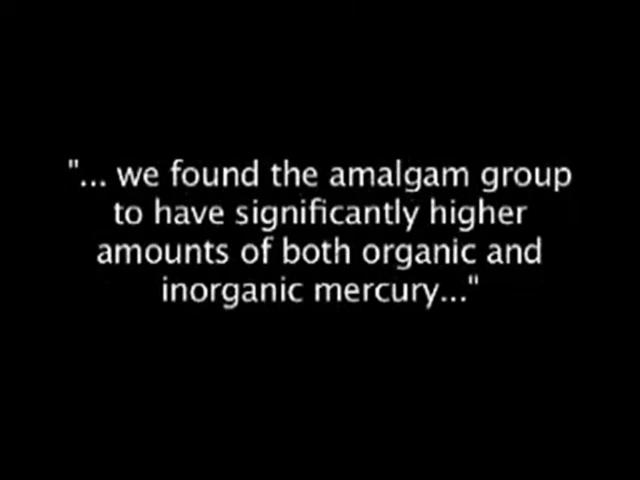 "... we found the amalgam group
to have significantly higher
amounts of both organic and
inorganic mercury..."